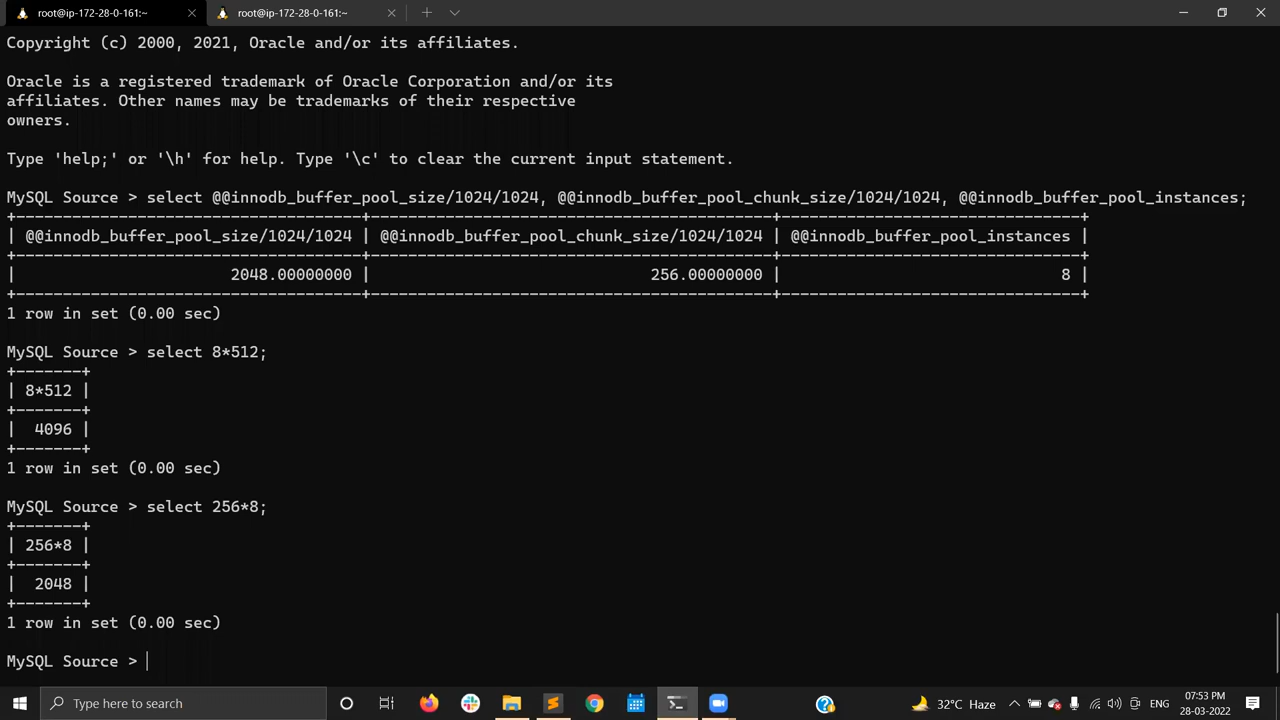 root@ip-172-28-0-161:~
root@ip-172-28-0-161:~
Copyright (c) 2000, 2021, Oracle and/or its affiliates.
Oracle is a registered trademark of Oracle Corporation and/or its
affiliates. Other names may be trademarks of their respective
owners.
Type 'help;' or '\h' for help. Type '\c' to clear the current input statement.
MySQL Source > select @@innodb_buffer_pool_size/1024/1024, @@innodb_buffer_pool_chunk_size/1024/1024, @@innodb_buffer_pool_instances;
+-------------------------------------+-------------------------------------------+--------------------------------+
| @@innodb_buffer_pool_size/1024/1024 | @@innodb_buffer_pool_chunk_size/1024/1024 | @@innodb_buffer_pool_instances |
+-------------------------------------+-------------------------------------------+--------------------------------+
|                       2048.00000000 |                              256.00000000 |                              8 |
+-------------------------------------+-------------------------------------------+--------------------------------+
1 row in set (0.00 sec)
MySQL Source > select 8*512;
+-------+
| 8*512 |
+-------+
|  4096 |
+-------+
1 row in set (0.00 sec)
MySQL Source > select 256*8;
+-------+
| 256*8 |
+-------+
|  2048 |
+-------+
1 row in set (0.00 sec)
MySQL Source >
Type here to search
32°C Haze
ENG
07:53 PM
28-03-2022